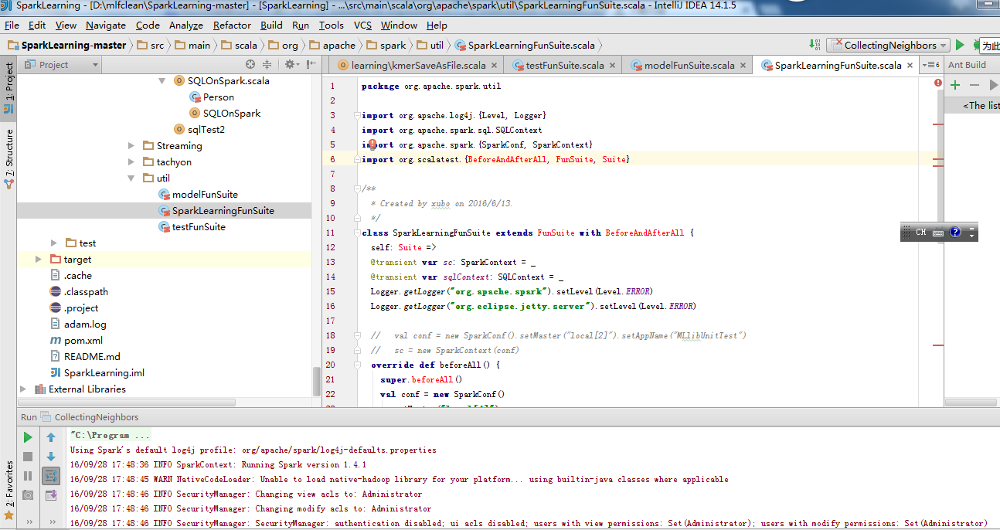 SparkLearning - [D:\mlfclean\SparkLearning-master] - [SparkLearning] - ...\src\main\scala\org\apache\spark\util\SparkLearningFunSuite.scala - IntelliJ IDEA 14.1.5
File Edit View Navigate Code Analyze Refactor Build Run Tools VCS Window Help
SparkLearning-master src main scala org apache spark util SparkLearningFunSuite.scala CollectingNeighbors 为此
Project learning\kmerSaveAsFile.scala testFunSuite.scala modelFunSuite.scala SparkLearningFunSuite.scala 6 Ant Build
1: Project
7: Structure
2: Favorites
SQLOnSpark.scala
Person
SQLOnSpark
sqlTest2
Streaming
tachyon
util
modelFunSuite
SparkLearningFunSuite
testFunSuite
test
target
.cache
.classpath
.project
adam.log
pom.xml
README.md
SparkLearning.iml
External Libraries
1 package org.apache.spark.util
2
3 import org.apache.log4j.{Level, Logger}
4 import org.apache.spark.sql.SQLContext
5 import org.apache.spark.{SparkConf, SparkContext}
6 import org.scalatest.{BeforeAndAfterAll, FunSuite, Suite}
7
8 /**
9 * Created by xubo on 2016/6/13.
10 */
11 class SparkLearningFunSuite extends FunSuite with BeforeAndAfterAll {
12 self: Suite =>
13 @transient var sc: SparkContext = _
14 @transient var sqlContext: SQLContext = _
15 Logger.getLogger("org.apache.spark").setLevel(Level.ERROR)
16 Logger.getLogger("org.eclipse.jetty.server").setLevel(Level.ERROR)
17
18 // val conf = new SparkConf().setMaster("local[2]").setAppName("MLlibUnitTest")
19 // sc = new SparkContext(conf)
20 override def beforeAll() {
21 super.beforeAll()
22 val conf = new SparkConf()
<The list
CH
Run CollectingNeighbors
"C:\Program ...
Using Spark's default log4j profile: org/apache/spark/log4j-defaults.properties
16/09/28 17:48:36 INFO SparkContext: Running Spark version 1.4.1
16/09/28 17:48:45 WARN NativeCodeLoader: Unable to load native-hadoop library for your platform... using builtin-java classes where applicable
16/09/28 17:48:46 INFO SecurityManager: Changing view acls to: Administrator
16/09/28 17:48:46 INFO SecurityManager: Changing modify acls to: Administrator
16/09/28 17:48:46 INFO SecurityManager: SecurityManager: authentication disabled; ui acls disabled; users with view permissions: Set(Administrator); users with modify permissions: Set(Administrator)